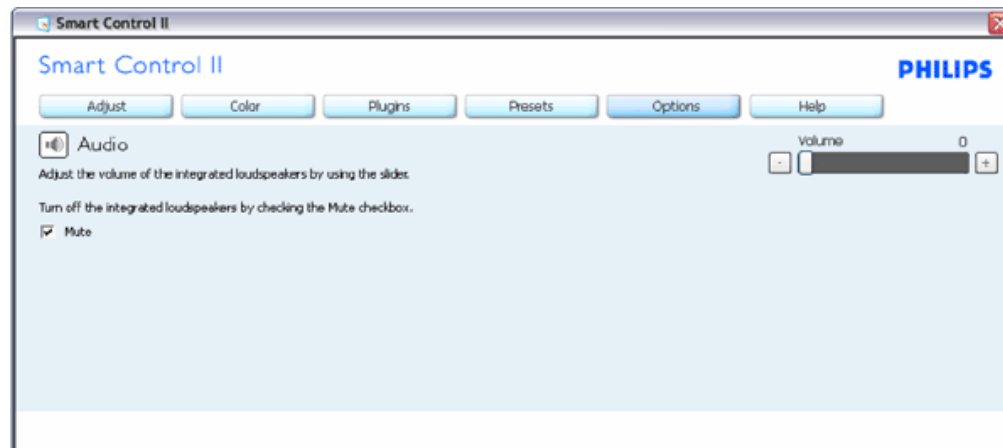 Smart Control II
Smart Control II
PHILIPS
Adjust Color Plugins Presets Options Help
Audio
Volume 0
- +
Adjust the volume of the integrated loudspeakers by using the slider.
Turn off the integrated loudspeakers by checking the Mute checkbox.
Mute